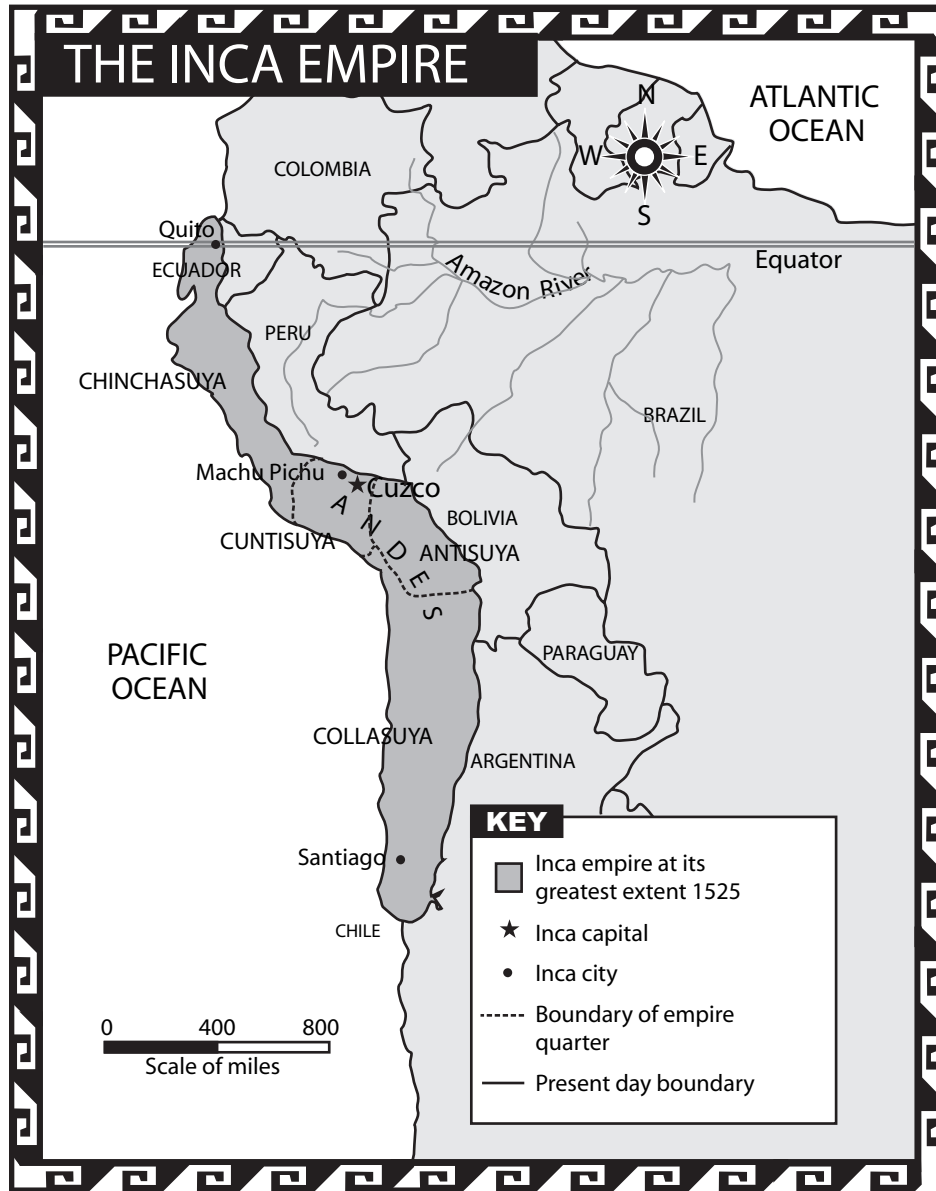 THE INCA EMPIRE
ATLANTIC
OCEAN
N
W
E
S
COLOMBIA
Quito
ECUADOR
Equator
Amazon River
PERU
CHINCHASUYA
BRAZIL
Machu Pichu
Cuzco
ANDES
BOLIVIA
CUNTISUYA
ANTISUYA
PACIFIC
OCEAN
PARAGUAY
COLLASUYA
ARGENTINA
Santiago
CHILE
KEY
Inca empire at its
greatest extent 1525
Inca capital
Inca city
Boundary of empire
quarter
Present day boundary
0 400 800
Scale of miles